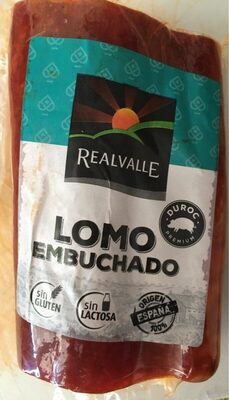 REALVALLE
DUROC
PREMIUM
LOMO
EMBUCHADO
sin
GLUTEN
sin
LACTOSA
ORIGEN
ESPAÑA
100%